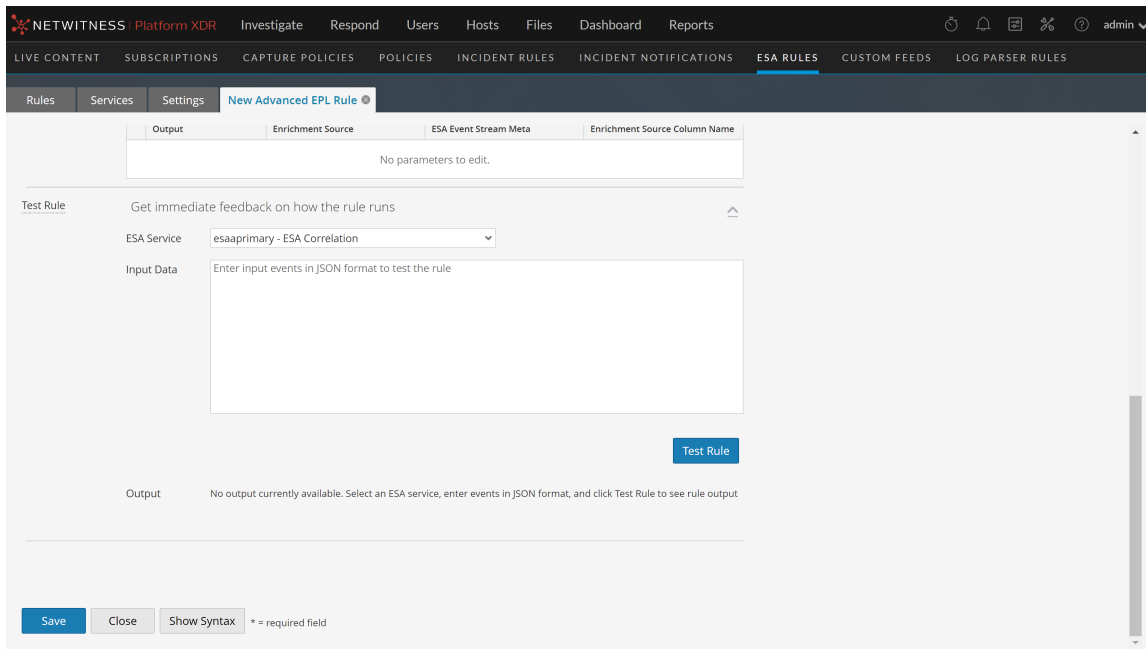 NETWITNESS | Platform XDR Investigate Respond Users Hosts Files Dashboard Reports admin
LIVE CONTENT SUBSCRIPTIONS CAPTURE POLICIES POLICIES INCIDENT RULES INCIDENT NOTIFICATIONS ESA RULES CUSTOM FEEDS LOG PARSER RULES
Rules Services Settings New Advanced EPL Rule
Output Enrichment Source ESA Event Stream Meta Enrichment Source Column Name
No parameters to edit.
Test Rule Get immediate feedback on how the rule runs
ESA Service esaaprimary - ESA Correlation
Input Data Enter input events in JSON format to test the rule
Test Rule
Output No output currently available. Select an ESA service, enter events in JSON format, and click Test Rule to see rule output
Save Close Show Syntax * = required field